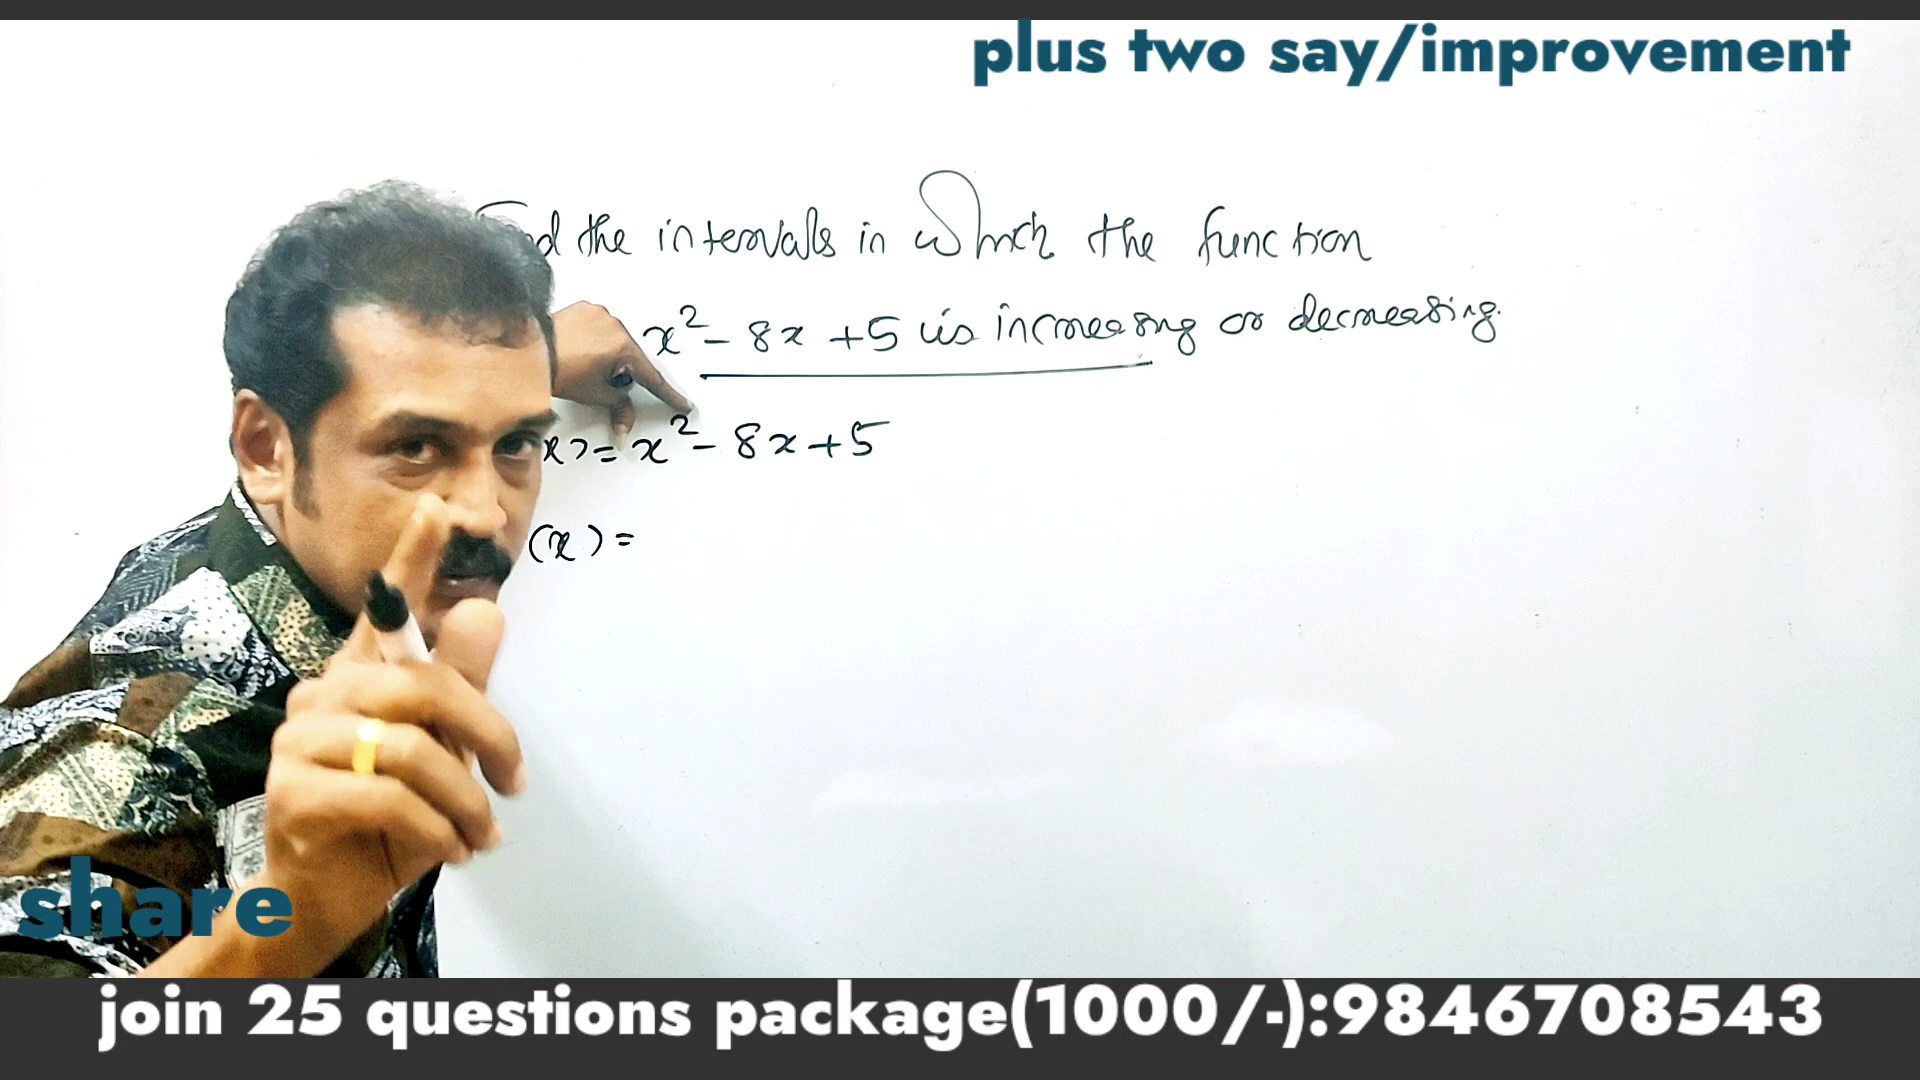 plus two say/improvement
the intervals in which the function
x² - 8x + 5 is increasing or decreasing.
x) = x² - 8x + 5
(x) =
share
join 25 questions package(1000/-):9846708543